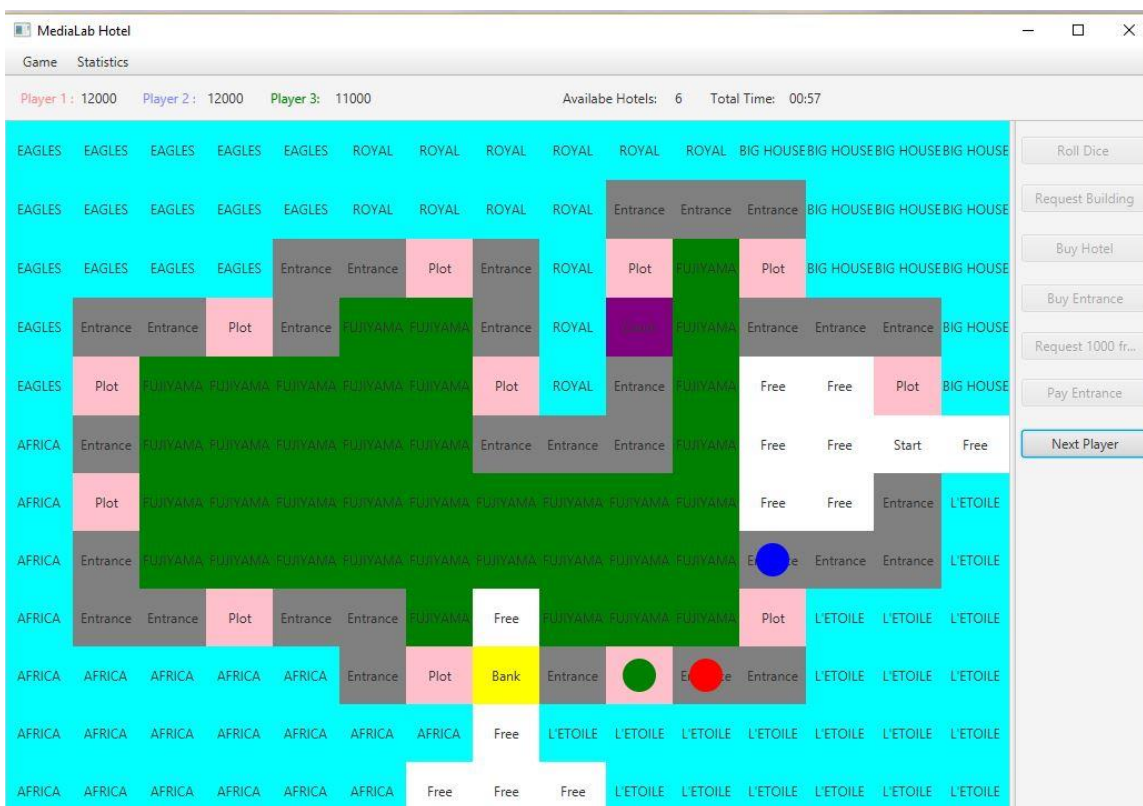 MediaLab Hotel
Game Statistics
Player 1 : 12000 Player 2 : 12000 Player 3: 11000 Availabe Hotels: 6 Total Time: 00:57
EAGLES EAGLES EAGLES EAGLES EAGLES ROYAL ROYAL ROYAL ROYAL ROYAL ROYAL BIG HOUSE BIG HOUSE BIG HOUSE BIG HOUSE Roll Dice
EAGLES EAGLES EAGLES EAGLES EAGLES ROYAL ROYAL ROYAL ROYAL Entrance Entrance Entrance BIG HOUSE BIG HOUSE BIG HOUSE Request Building
EAGLES EAGLES EAGLES EAGLES Entrance Entrance Plot Entrance ROYAL Plot FUJIYAMA Plot BIG HOUSE BIG HOUSE BIG HOUSE Buy Hotel
EAGLES Entrance Entrance Plot Entrance FUJIYAMA FUJIYAMA Entrance ROYAL FUJIYAMA Entrance Entrance Entrance BIG HOUSE Buy Entrance
EAGLES Plot FUJIYAMA FUJIYAMA FUJIYAMA FUJIYAMA FUJIYAMA Plot ROYAL Entrance FUJIYAMA Free Free Plot BIG HOUSE Request 1000 fr...
AFRICA Entrance FUJIYAMA FUJIYAMA FUJIYAMA FUJIYAMA FUJIYAMA Entrance Entrance Entrance FUJIYAMA Free Free Start Free Pay Entrance
AFRICA Plot FUJIYAMA FUJIYAMA FUJIYAMA FUJIYAMA FUJIYAMA FUJIYAMA FUJIYAMA FUJIYAMA FUJIYAMA Free Free Entrance L'ETOILE Next Player
AFRICA Entrance FUJIYAMA FUJIYAMA FUJIYAMA FUJIYAMA FUJIYAMA FUJIYAMA FUJIYAMA FUJIYAMA FUJIYAMA Entrance Entrance L'ETOILE
AFRICA Entrance Entrance Plot Entrance Entrance FUJIYAMA Free FUJIYAMA FUJIYAMA FUJIYAMA Plot L'ETOILE L'ETOILE L'ETOILE
AFRICA AFRICA AFRICA AFRICA AFRICA Entrance Plot Bank Entrance Entrance L'ETOILE L'ETOILE L'ETOILE
AFRICA AFRICA AFRICA AFRICA AFRICA AFRICA AFRICA Free L'ETOILE L'ETOILE L'ETOILE L'ETOILE L'ETOILE L'ETOILE L'ETOILE
AFRICA AFRICA AFRICA AFRICA AFRICA AFRICA Free Free Free L'ETOILE L'ETOILE L'ETOILE L'ETOILE L'ETOILE L'ETOILE